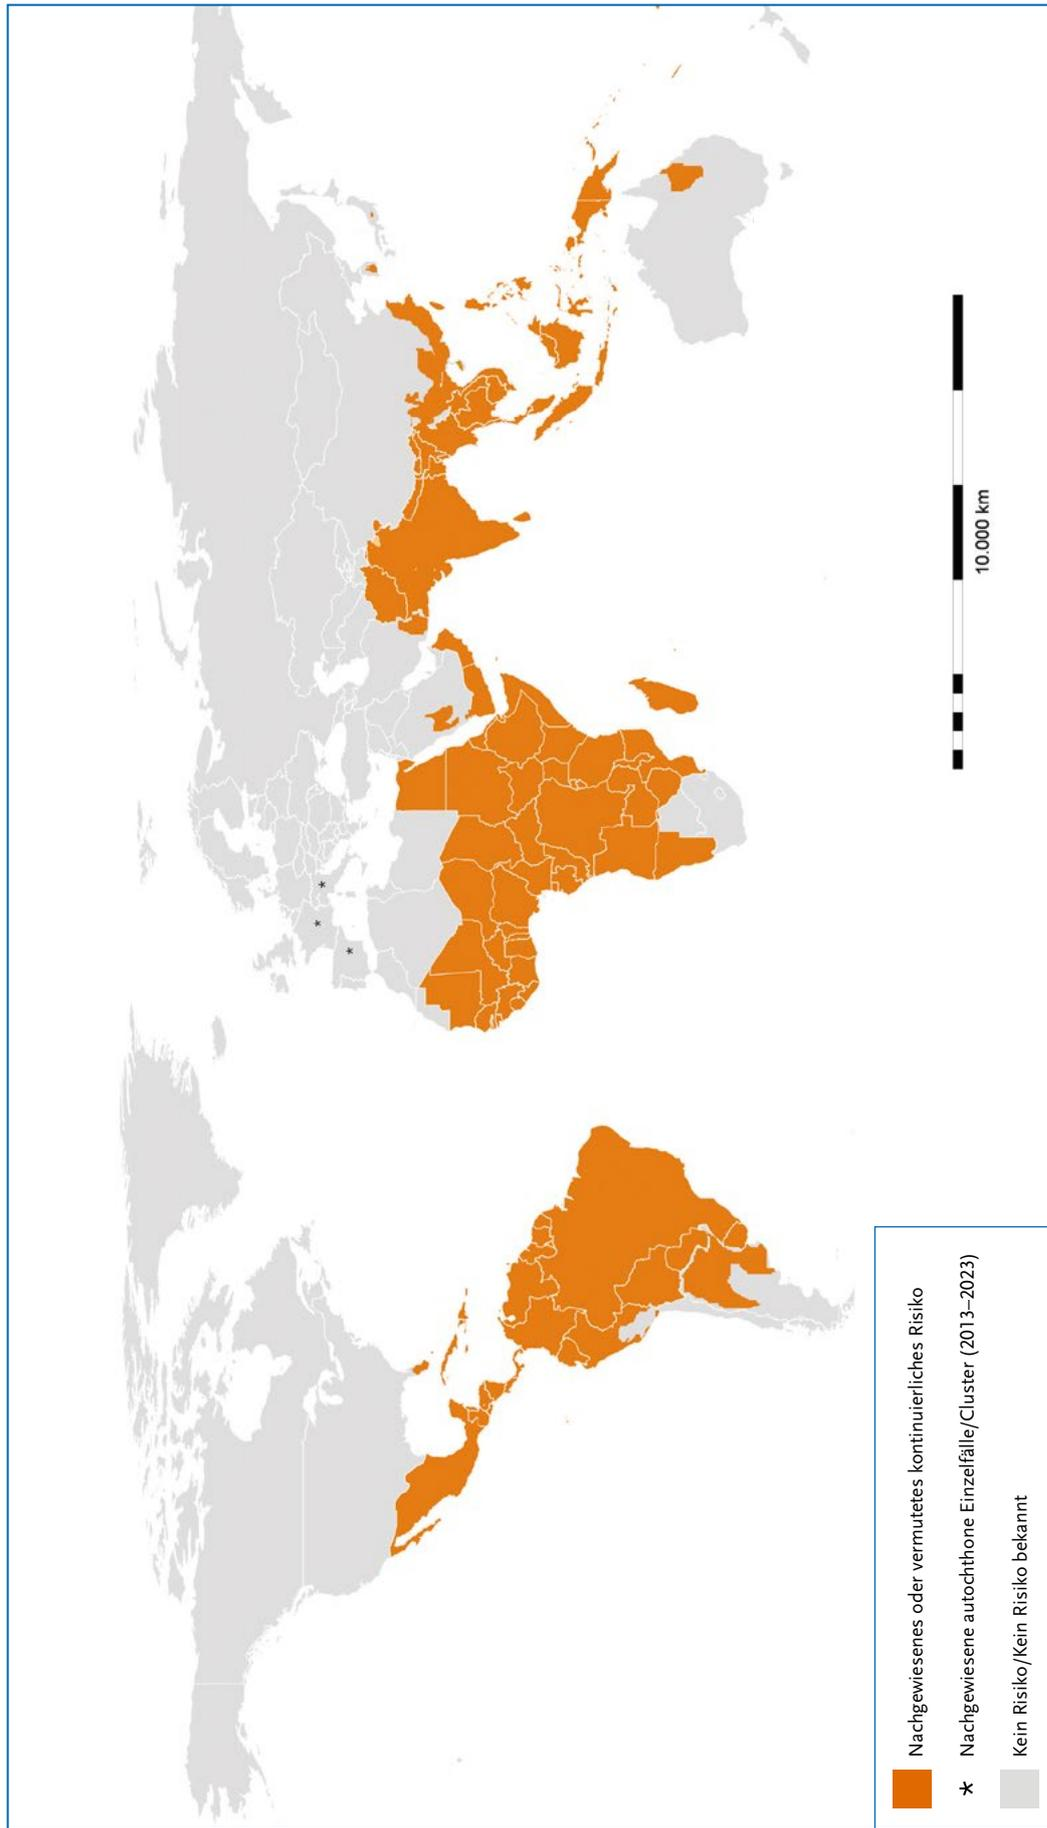 10.000 km
Nachgewiesenes oder vermutetes kontinuierliches Risiko
* Nachgewiesene autochthone Einzelfälle/Cluster (2013–2023)
Kein Risiko/Kein Risiko bekannt